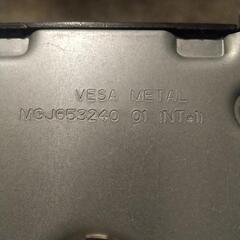 VESA METAL
MGJ653240 01 (NT=1)